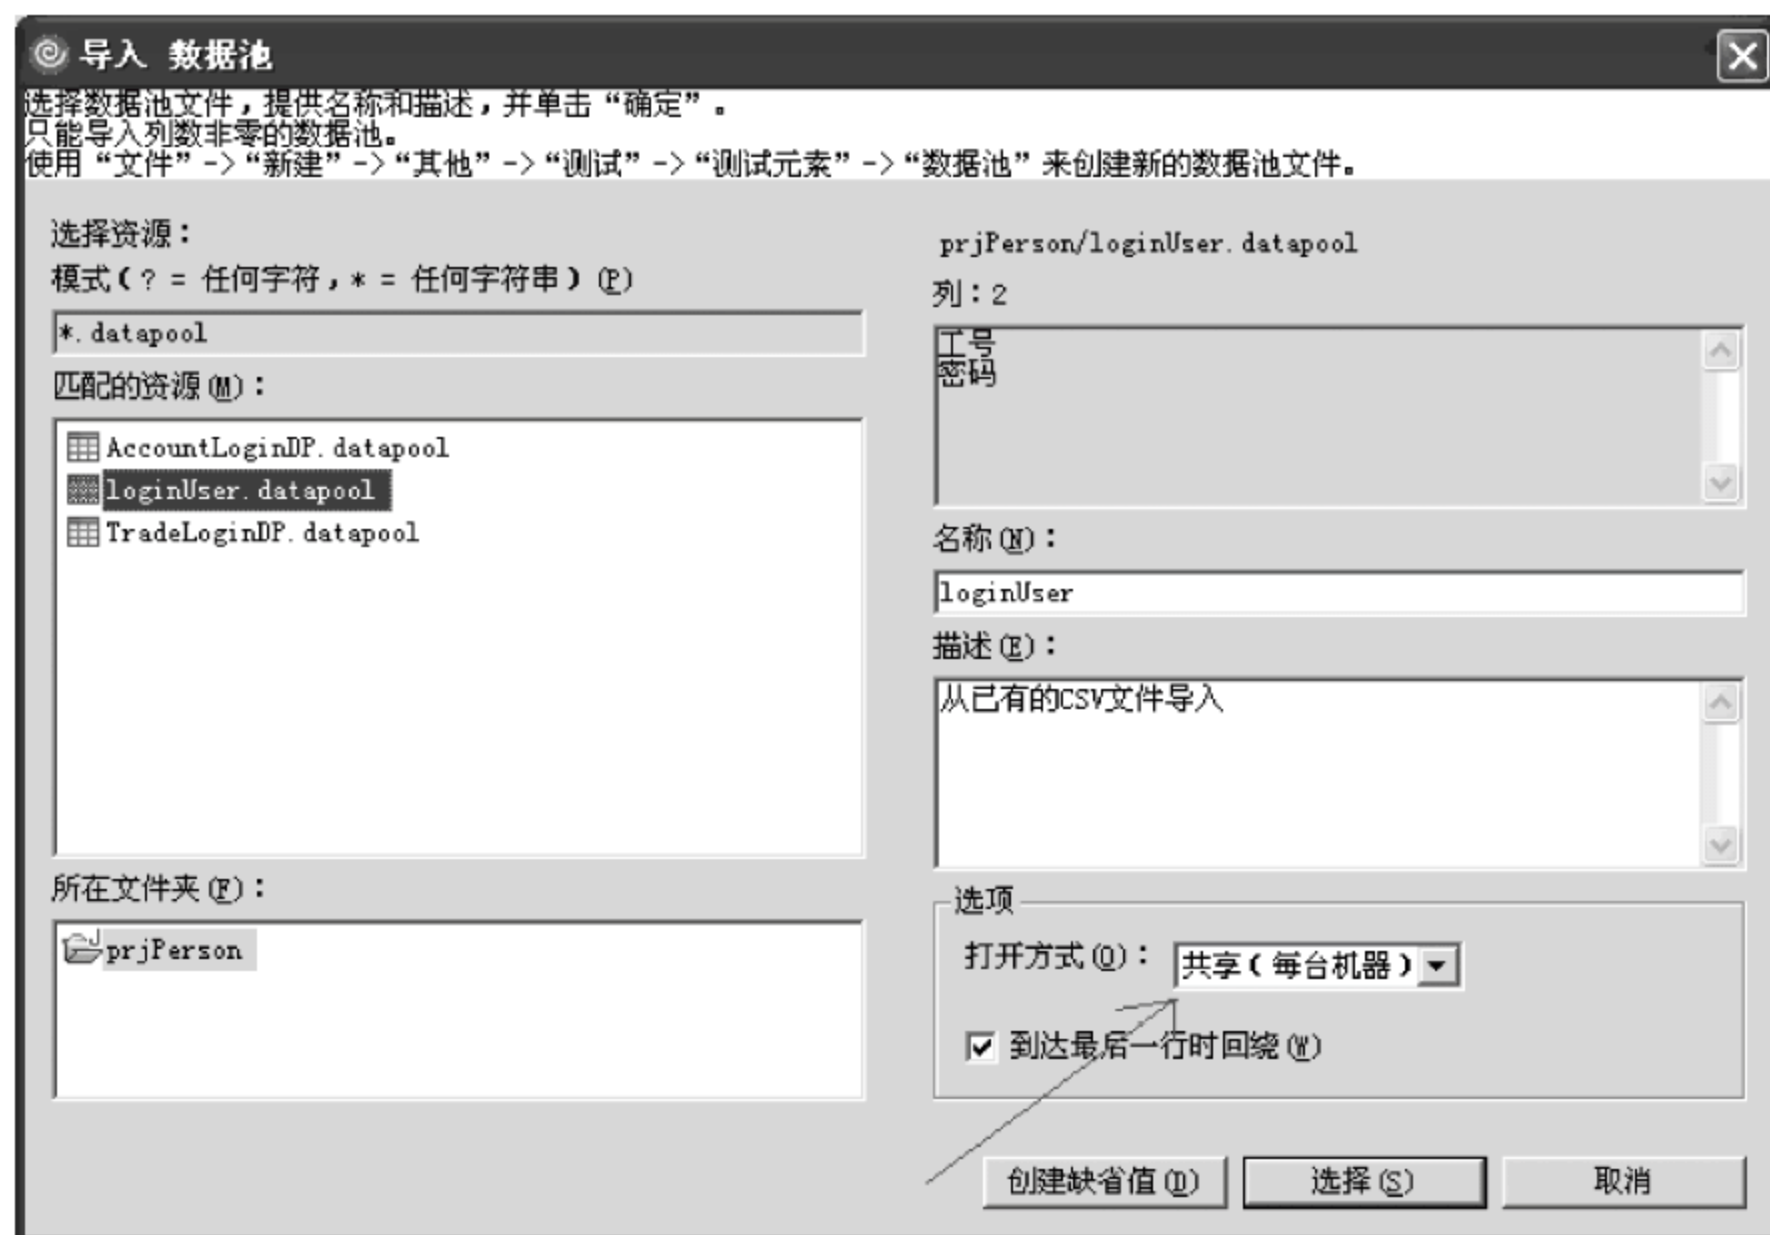 导入 数据池
选择数据池文件，提供名称和描述，并单击“确定”。
只能导入列数非零的数据池。
使用 “文件” -> “新建” -> “其他” -> “测试” -> “测试元素” -> “数据池” 来创建新的数据池文件。
选择资源：
模式（? = 任何字符，* = 任何字符串）(P)
*.datapool
匹配的资源(M)：
AccountLoginDP.datapool
loginUser.datapool
TradeLoginDP.datapool
所在文件夹(F)：
prjPerson
prjPerson/loginUser.datapool
列：2
工号
密码
名称(N)：
loginUser
描述(E)：
从已有的CSV文件导入
选项
打开方式(O)：
共享（每台机器）
到达最后一行时回绕(W)
创建缺省值(D)
选择(S)
取消